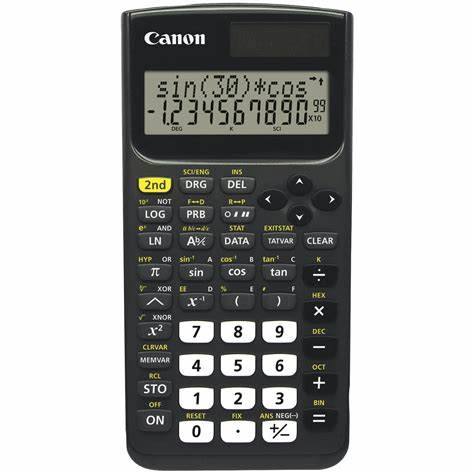 Canon
sin(30)*cos
-1.234567890 99
X10
DEG K SCI
SCI/ENG INS
2nd DRG DEL
10ˣ NOT F↔D R↔P
LOG PRB ° ' "
eˣ AND STAT EXITSTAT
LN Ab/c DATA TATVAR CLEAR
HYP OR sin⁻¹ A cos⁻¹ B tan⁻¹ C K
π sin cos tan ÷
XOR EE D % E F HEX
^ x⁻¹ ( ) ×
√ XNOR DEC
x² 7 8 9 −
CLRVAR OCT
MEMVAR 4 5 6 +
RCL BIN
STO 1 2 3 =
OFF RESET FIX ANS NEG(−)
ON 0 . +/−